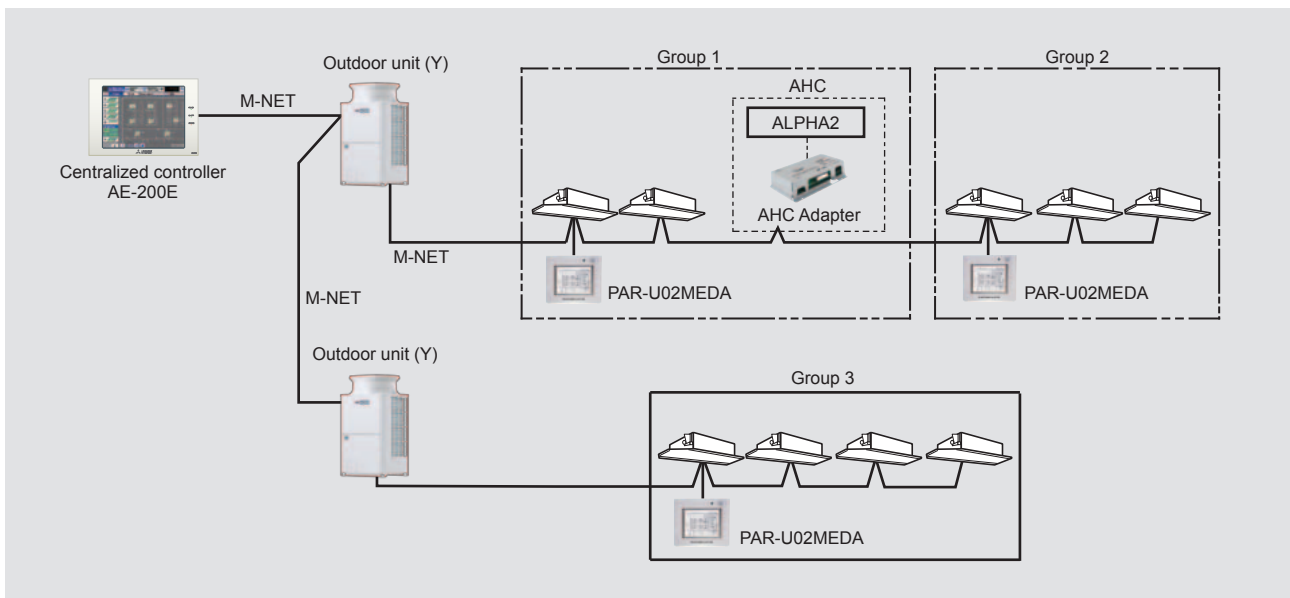 Outdoor unit (Y)
M-NET
Centralized controller
AE-200E
Group 1
AHC
ALPHA2
AHC Adapter
M-NET
PAR-U02MEDA
Group 2
PAR-U02MEDA
M-NET
Outdoor unit (Y)
Group 3
PAR-U02MEDA